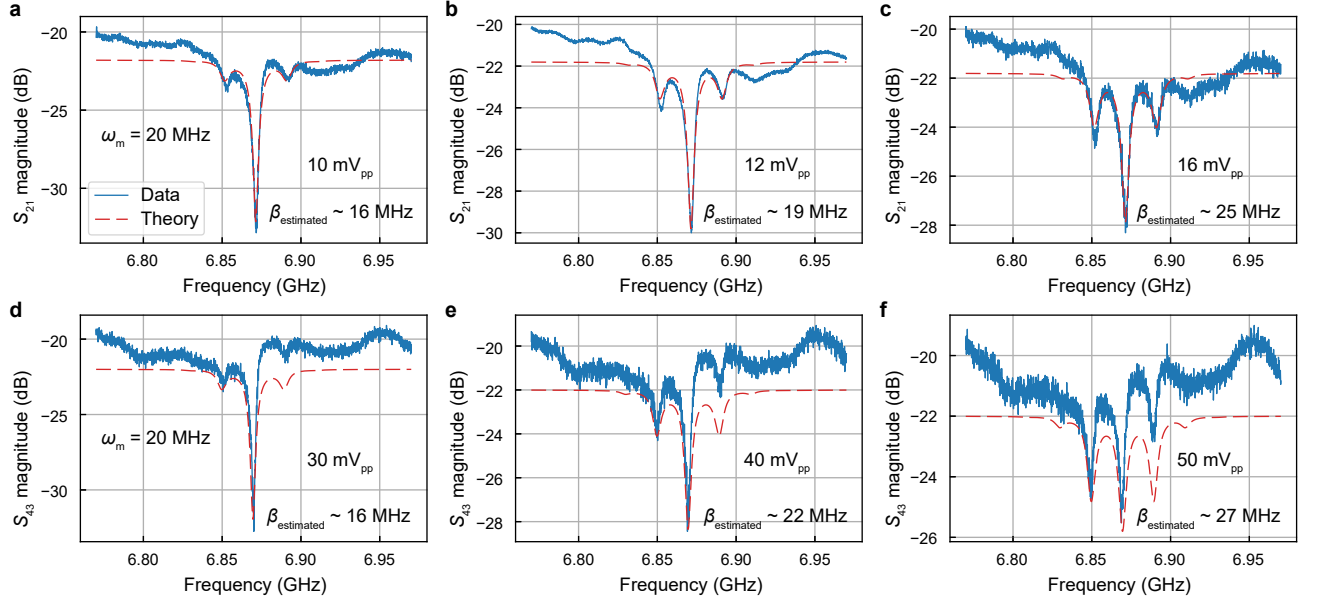 a
S21 magnitude (dB)
−20
−25
−30
ωm = 20 MHz
10 mVpp
Data
Theory
βestimated ~ 16 MHz
6.80 6.85 6.90 6.95
Frequency (GHz)
b
S21 magnitude (dB)
−20
−22
−24
−26
−28
−30
12 mVpp
βestimated ~ 19 MHz
6.80 6.85 6.90 6.95
Frequency (GHz)
c
S21 magnitude (dB)
−20
−22
−24
−26
−28
16 mVpp
βestimated ~ 25 MHz
6.80 6.85 6.90 6.95
Frequency (GHz)
d
S43 magnitude (dB)
−20
−25
−30
ωm = 20 MHz
30 mVpp
βestimated ~ 16 MHz
6.80 6.85 6.90 6.95
Frequency (GHz)
e
S43 magnitude (dB)
−20
−22
−24
−26
−28
40 mVpp
βestimated ~ 22 MHz
6.80 6.85 6.90 6.95
Frequency (GHz)
f
S43 magnitude (dB)
−20
−22
−24
−26
50 mVpp
βestimated ~ 27 MHz
6.80 6.85 6.90 6.95
Frequency (GHz)